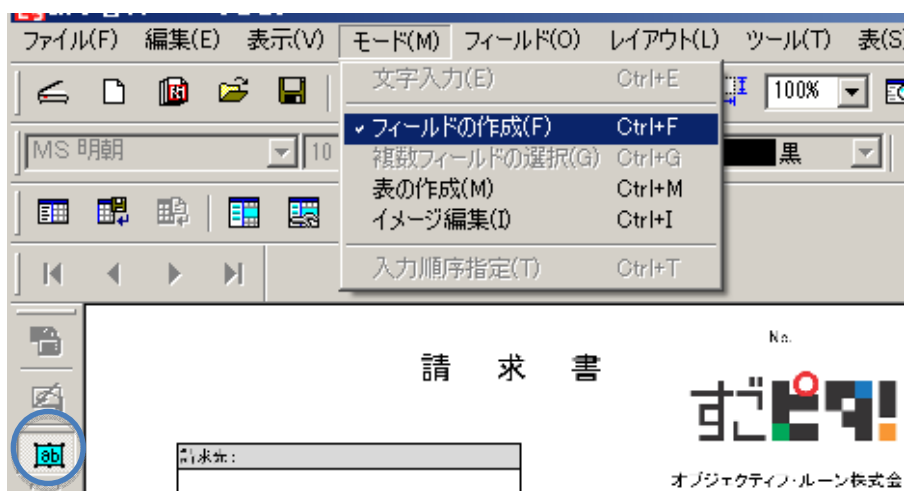 ファイル(F) 編集(E) 表示(V) モード(M) フィールド(O) レイアウト(L) ツール(T) 表(S)
文字入力(E) Ctrl+E
100%
フィールドの作成(F) Ctrl+F
MS 明朝 10 黒
複数フィールドの選択(G) Ctrl+G
表の作成(M) Ctrl+M
イメージ編集(I) Ctrl+I
入力順序指定(T) Ctrl+T
No.
請 求 書
すごピタ!
ab
請求先:
オブジェクティフ・ルーン株式会